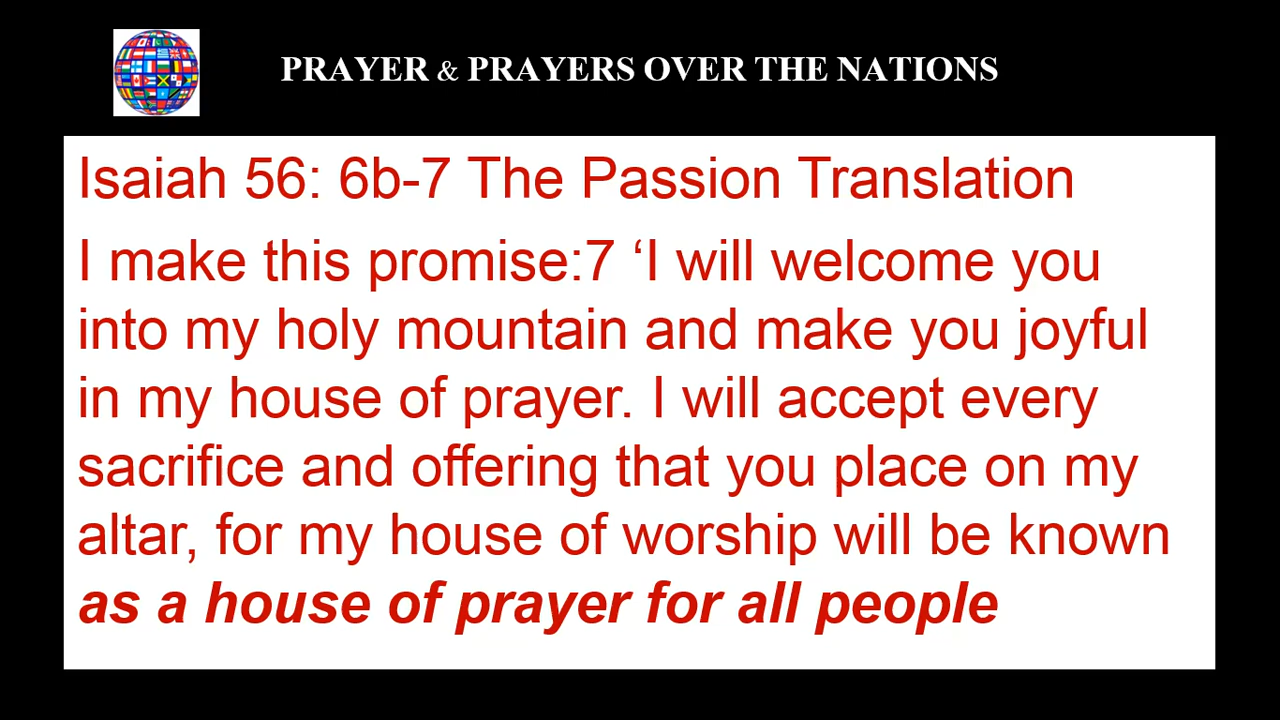 PRAYER & PRAYERS OVER THE NATIONS
Isaiah 56: 6b-7 The Passion Translation
I make this promise:7 ‘I will welcome you
into my holy mountain and make you joyful
in my house of prayer. I will accept every
sacrifice and offering that you place on my
altar, for my house of worship will be known
as a house of prayer for all people